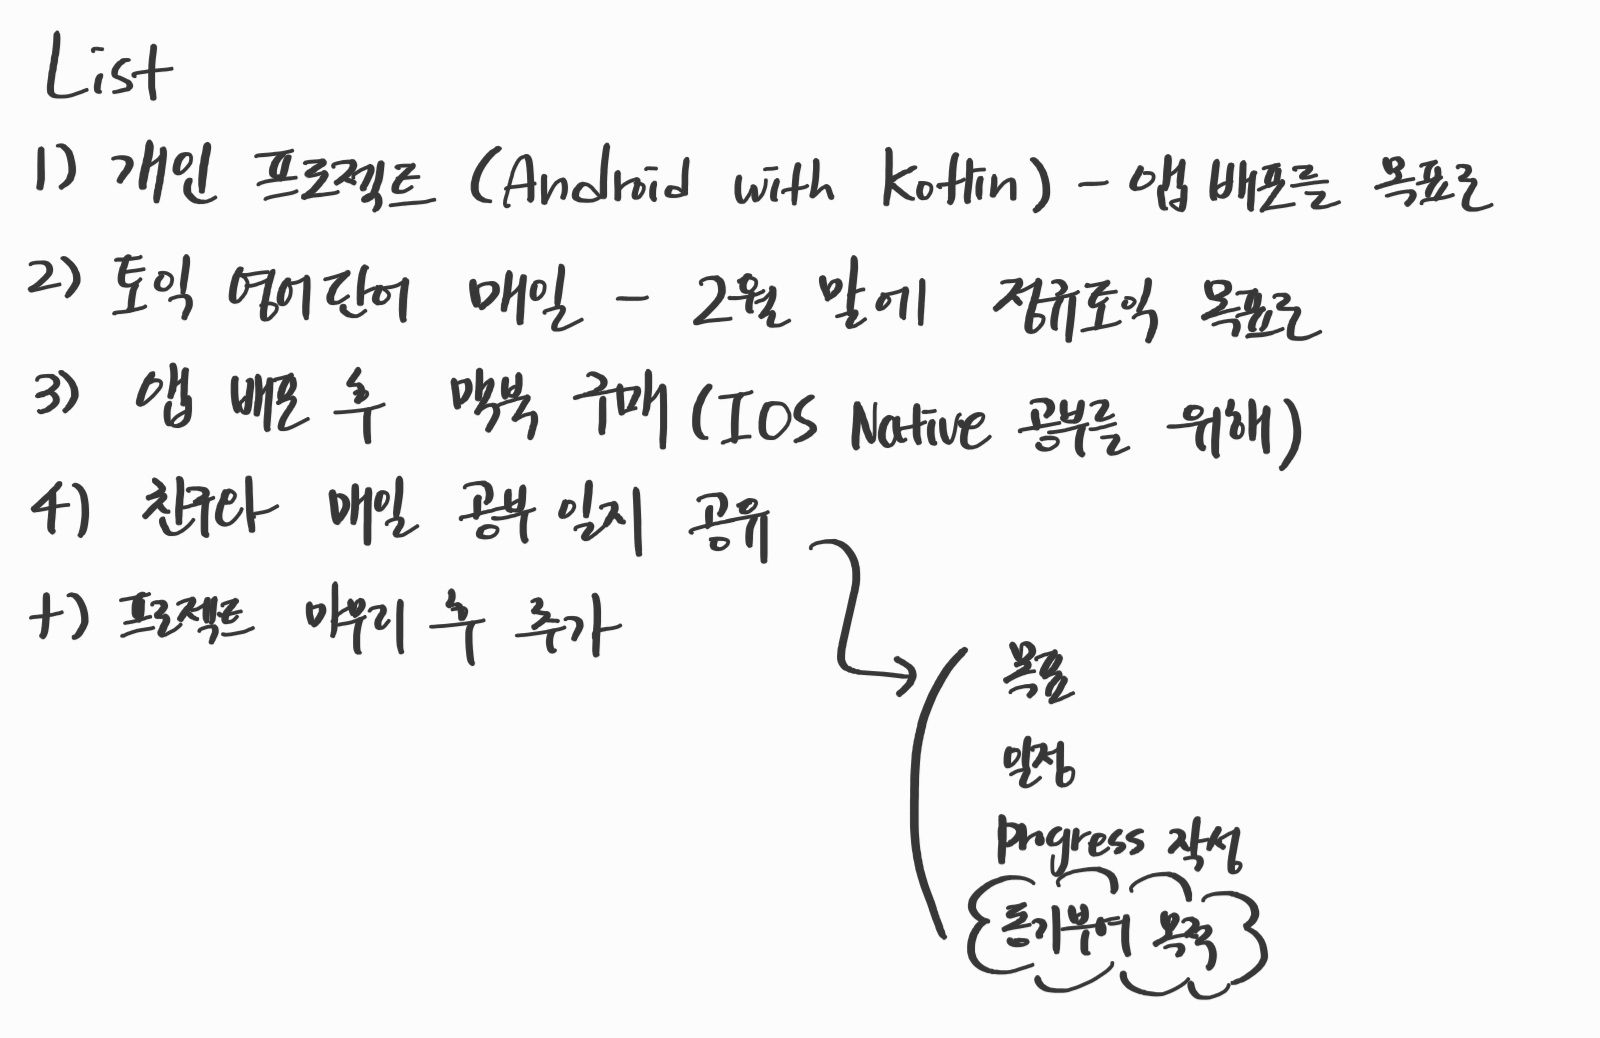 List
1) 개인 프로젝트 (Android with Kotlin) - 앱 배포를 목표로
2) 토익 영어단어 매일 - 2월 말에 정규토익 목표로
3) 앱 배포 후 맥북 구매 (IOS Native 공부를 위해)
4) 친구랑 매일 공부 일지 공유
+) 프로젝트 마무리 후 추가
목표
일정
progress 작성
동기부여 목적